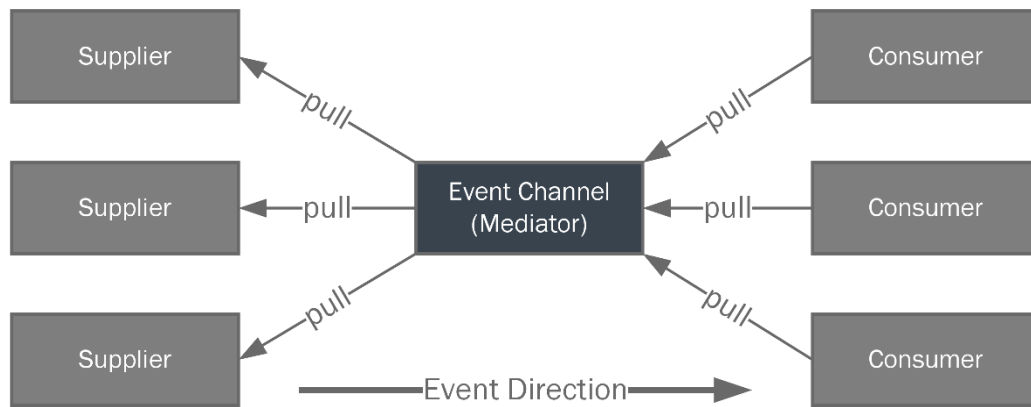 Supplier
Consumer
pull
pull
Supplier
pull
Event Channel
(Mediator)
pull
Consumer
pull
pull
Supplier
Consumer
Event Direction